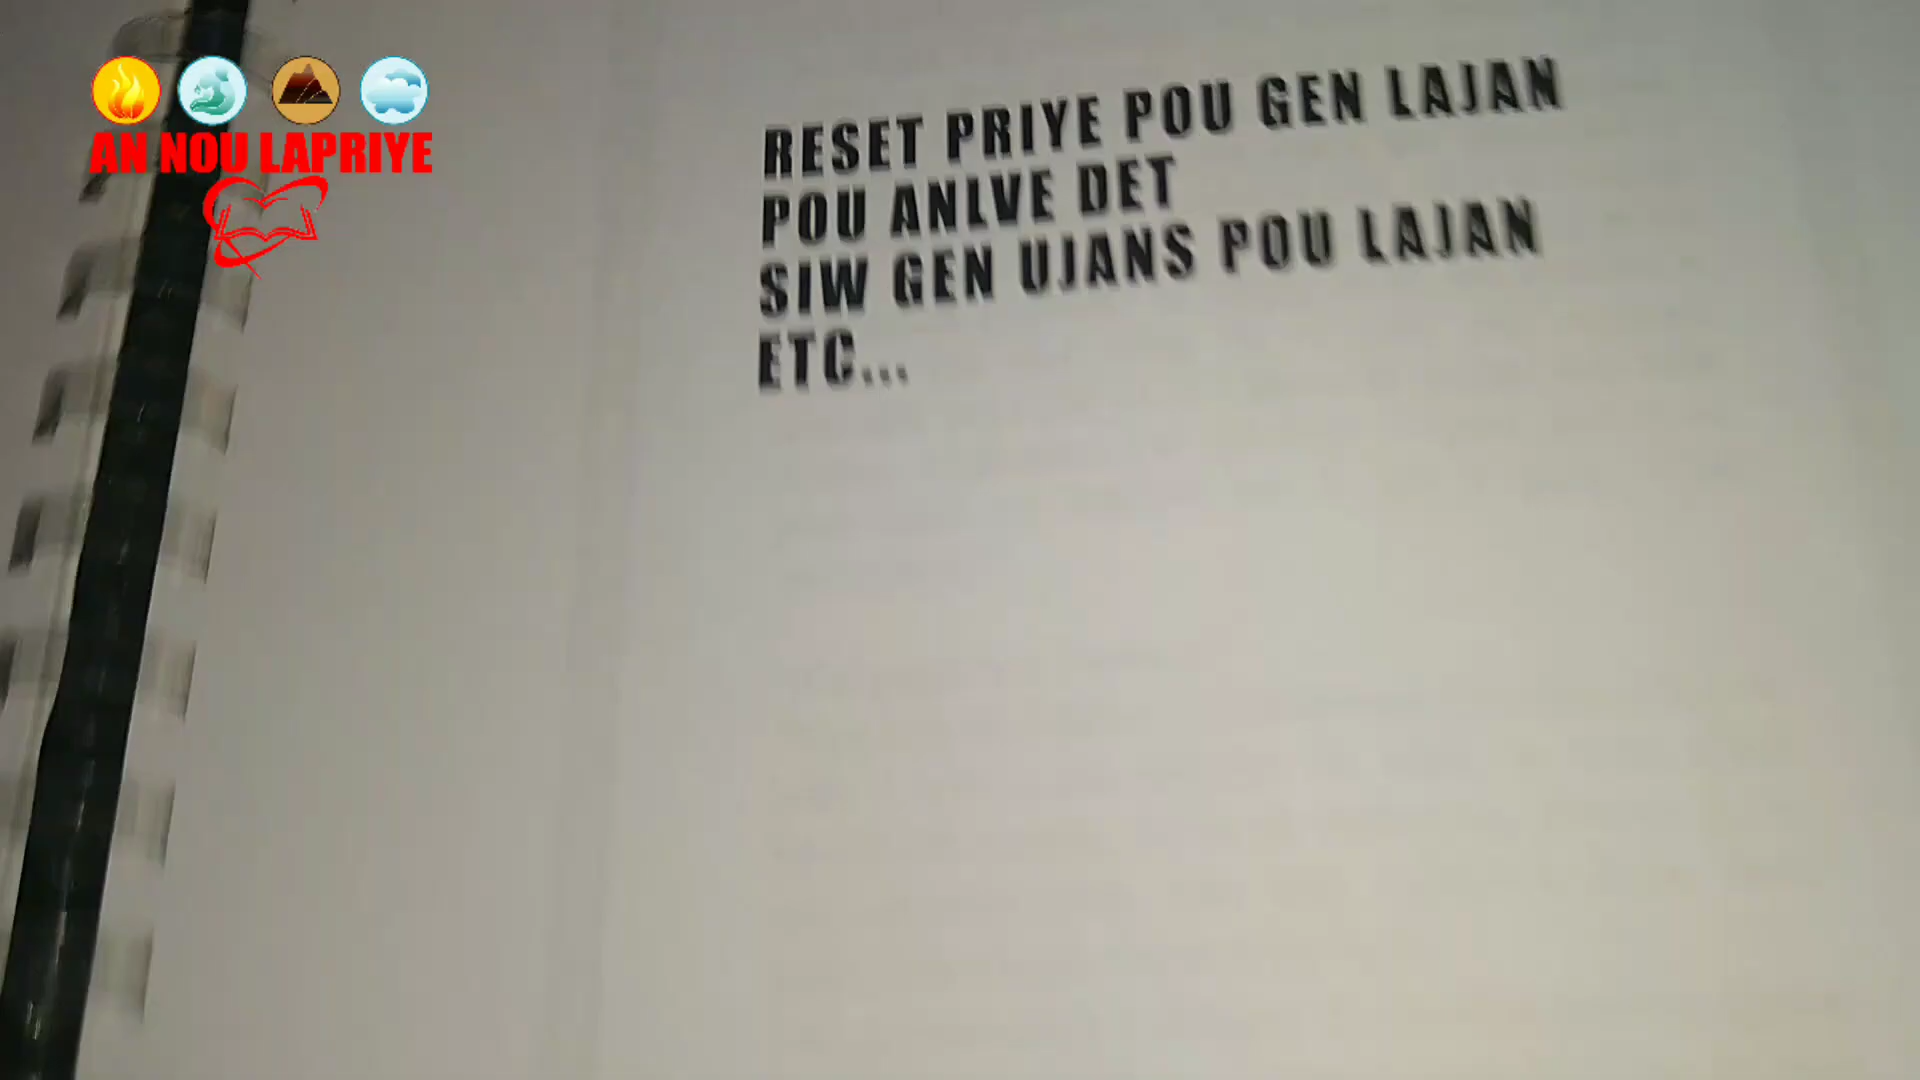 AN NOU LAPRIYE
RESET PRIYE POU GEN LAJAN
POU ANLVE DET
SIW GEN UJANS POU LAJAN
ETC...